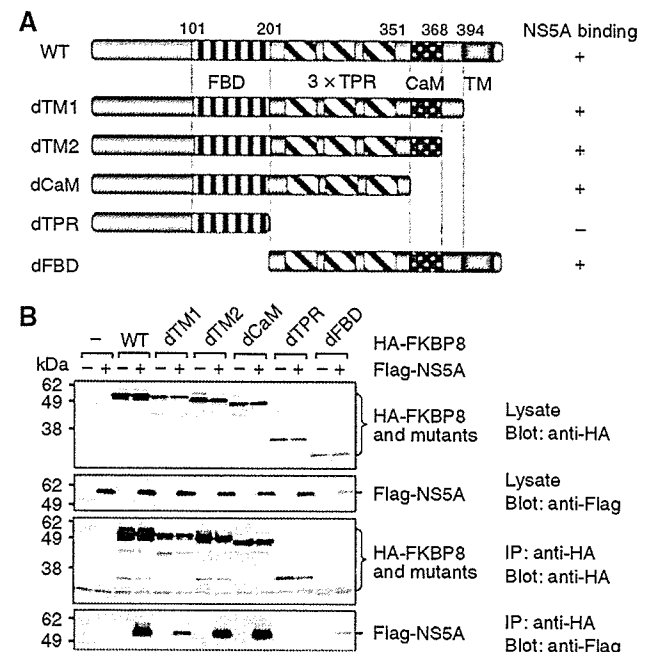 A
101 201 351 368 394 NS5A binding
WT +
FBD 3 × TPR CaM TM
dTM1 +
dTM2 +
dCaM +
dTPR −
dFBD +
B
− WT dTM1 dTM2 dCaM dTPR dFBD HA-FKBP8
kDa − + − + − + − + − + − + − + Flag-NS5A
62
49
38
HA-FKBP8
and mutants
Lysate
Blot: anti-HA
62
49
Flag-NS5A
Lysate
Blot: anti-Flag
62
49
38
HA-FKBP8
and mutants
IP: anti-HA
Blot: anti-HA
62
49
Flag-NS5A
IP: anti-HA
Blot: anti-Flag